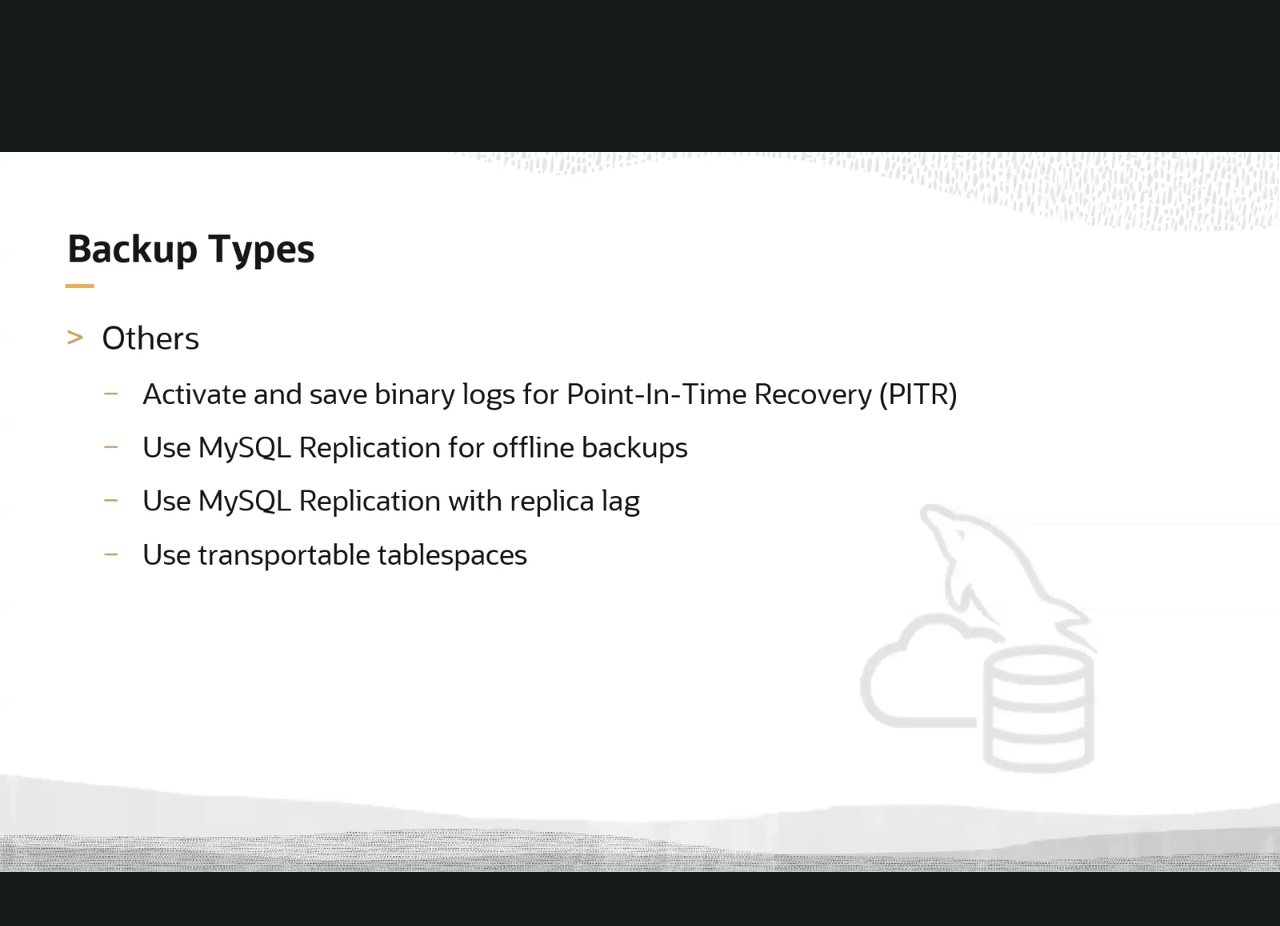 Backup Types
> Others
– Activate and save binary logs for Point-In-Time Recovery (PITR)
– Use MySQL Replication for offline backups
– Use MySQL Replication with replica lag
– Use transportable tablespaces